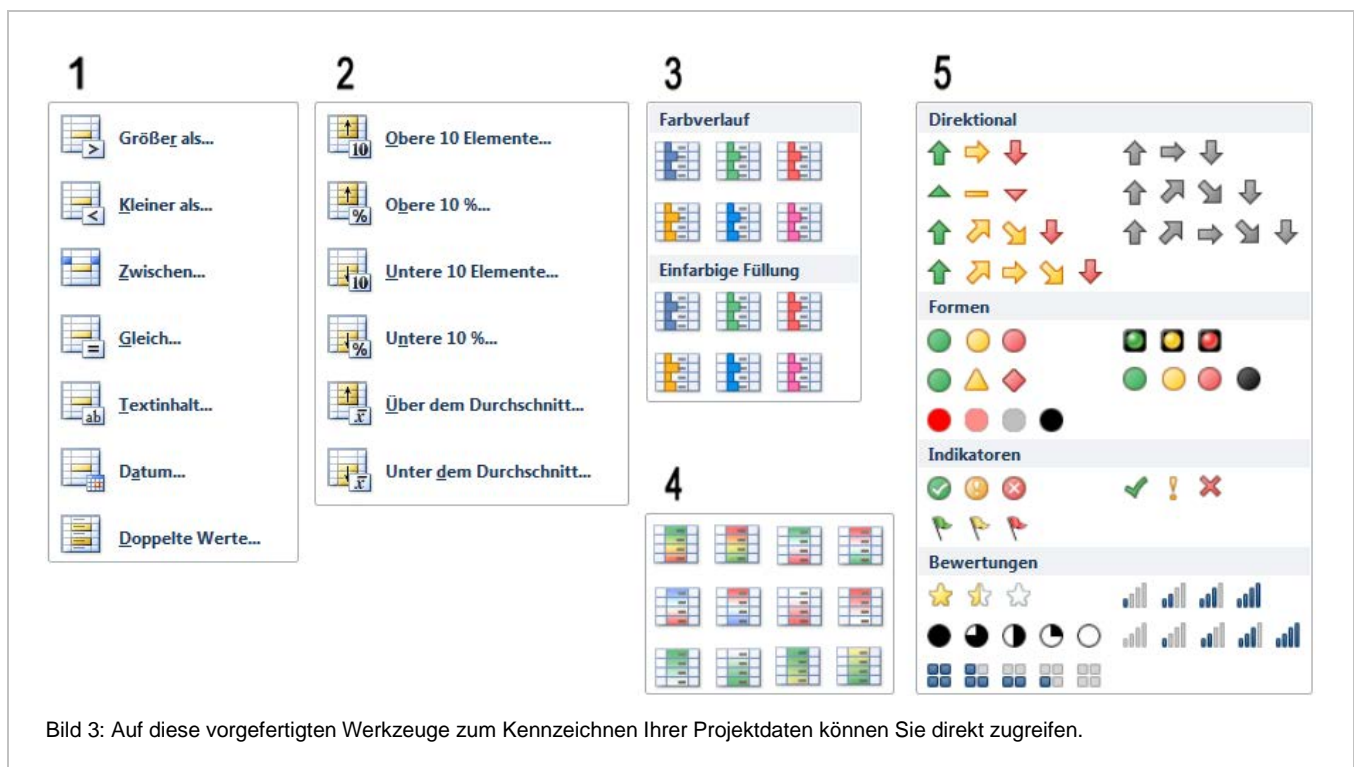 1
Größer als...
Kleiner als...
Zwischen...
Gleich...
Textinhalt...
Datum...
Doppelte Werte...
2
Obere 10 Elemente...
Obere 10 %...
Untere 10 Elemente...
Untere 10 %...
Über dem Durchschnitt...
Unter dem Durchschnitt...
3
Farbverlauf
Einfarbige Füllung
4
5
Direktional
Formen
Indikatoren
Bewertungen
Bild 3: Auf diese vorgefertigten Werkzeuge zum Kennzeichnen Ihrer Projektdaten können Sie direkt zugreifen.